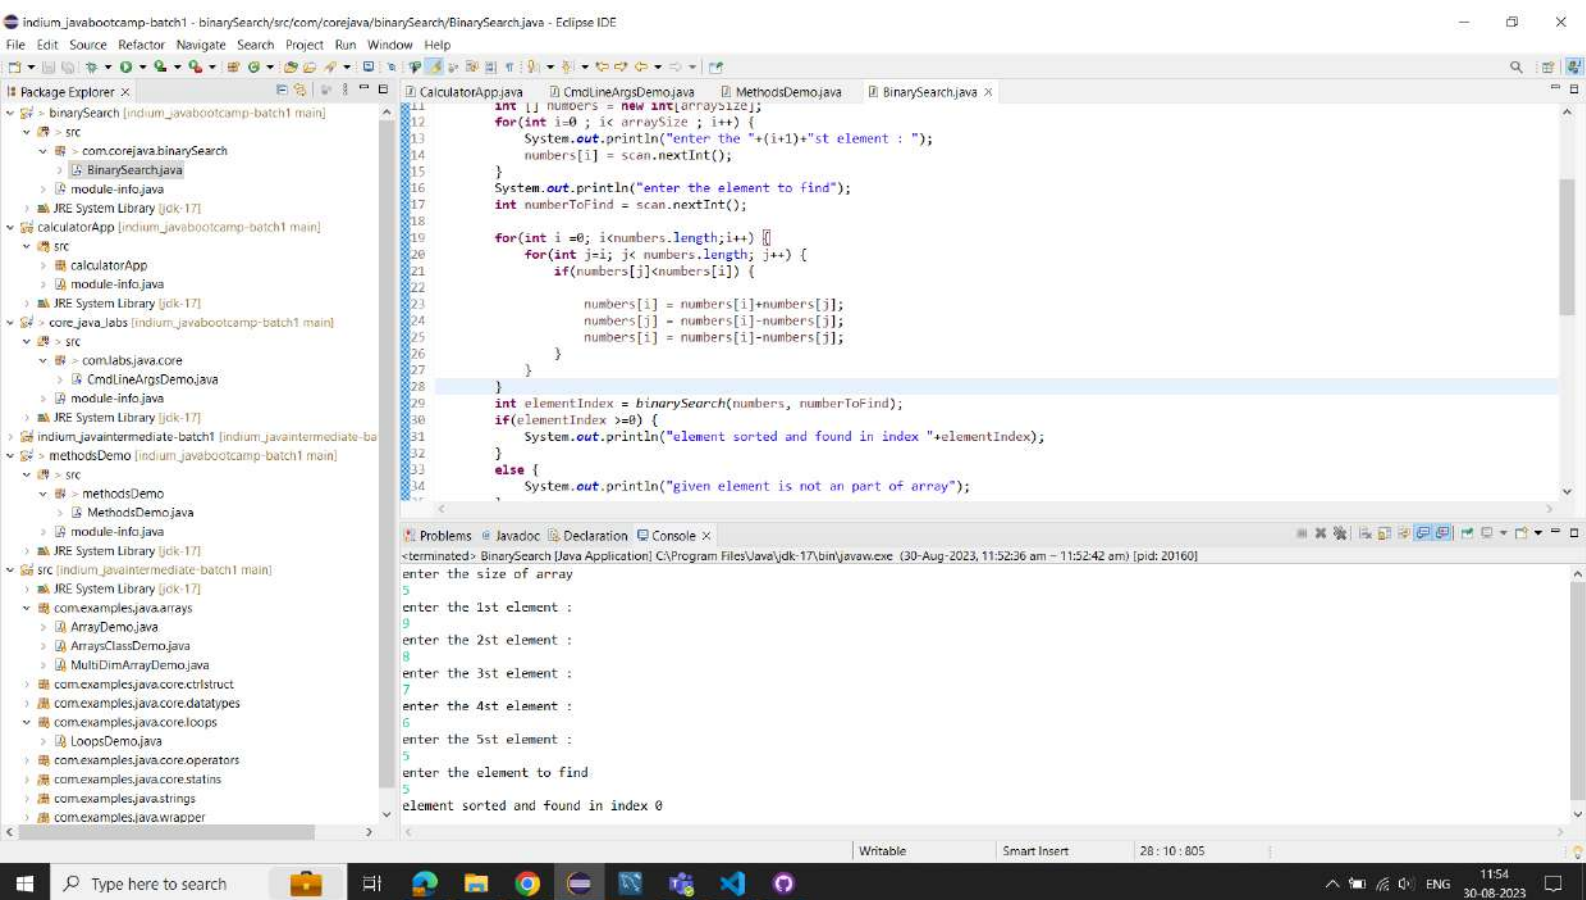 indium_javabootcamp-batch1 - binarySearch/src/com/corejava/binarySearch/BinarySearch.java - Eclipse IDE
File Edit Source Refactor Navigate Search Project Run Window Help
Package Explorer
> binarySearch [indium_javabootcamp-batch1 main]
> src
> com.corejava.binarySearch
BinarySearch.java
module-info.java
JRE System Library [jdk-17]
calculatorApp [indium_javabootcamp-batch1 main]
src
calculatorApp
module-info.java
JRE System Library [jdk-17]
> core_java_labs [indium_javabootcamp-batch1 main]
> src
> com.labs.java.core
CmdLineArgsDemo.java
module-info.java
JRE System Library [jdk-17]
indium_javaintermediate-batch1 [indium_javaintermediate-ba
> methodsDemo [indium_javabootcamp-batch1 main]
> src
> methodsDemo
MethodsDemo.java
module-info.java
JRE System Library [jdk-17]
src [indium_javaintermediate-batch1 main]
JRE System Library [jdk-17]
com.examples.java.arrays
ArrayDemo.java
ArraysClassDemo.java
MultiDimArrayDemo.java
com.examples.java.core.ctrlstruct
com.examples.java.core.datatypes
com.examples.java.core.loops
LoopsDemo.java
com.examples.java.core.operators
com.examples.java.core.statins
com.examples.java.strings
com.examples.java.wrapper
CalculatorApp.java CmdLineArgsDemo.java MethodsDemo.java BinarySearch.java
11 int [] numbers = new int[arraySize];
12 for(int i=0 ; i< arraySize ; i++) {
13 System.out.println("enter the "+(i+1)+"st element : ");
14 numbers[i] = scan.nextInt();
15 }
16 System.out.println("enter the element to find");
17 int numberToFind = scan.nextInt();
18
19 for(int i =0; i<numbers.length;i++) {
20 for(int j=i; j< numbers.length; j++) {
21 if(numbers[j]<numbers[i]) {
22
23 numbers[i] = numbers[i]+numbers[j];
24 numbers[j] = numbers[i]-numbers[j];
25 numbers[i] = numbers[i]-numbers[j];
26 }
27 }
28 }
29 int elementIndex = binarySearch(numbers, numberToFind);
30 if(elementIndex >=0) {
31 System.out.println("element sorted and found in index "+elementIndex);
32 }
33 else {
34 System.out.println("given element is not an part of array");
Problems Javadoc Declaration Console
<terminated> BinarySearch [Java Application] C:\Program Files\Java\jdk-17\bin\javaw.exe (30-Aug-2023, 11:52:36 am – 11:52:42 am) [pid: 20160]
enter the size of array
5
enter the 1st element :
9
enter the 2st element :
8
enter the 3st element :
7
enter the 4st element :
6
enter the 5st element :
5
enter the element to find
5
element sorted and found in index 0
Writable Smart Insert 28 : 10 : 805
Type here to search
ENG
11:54
30-08-2023